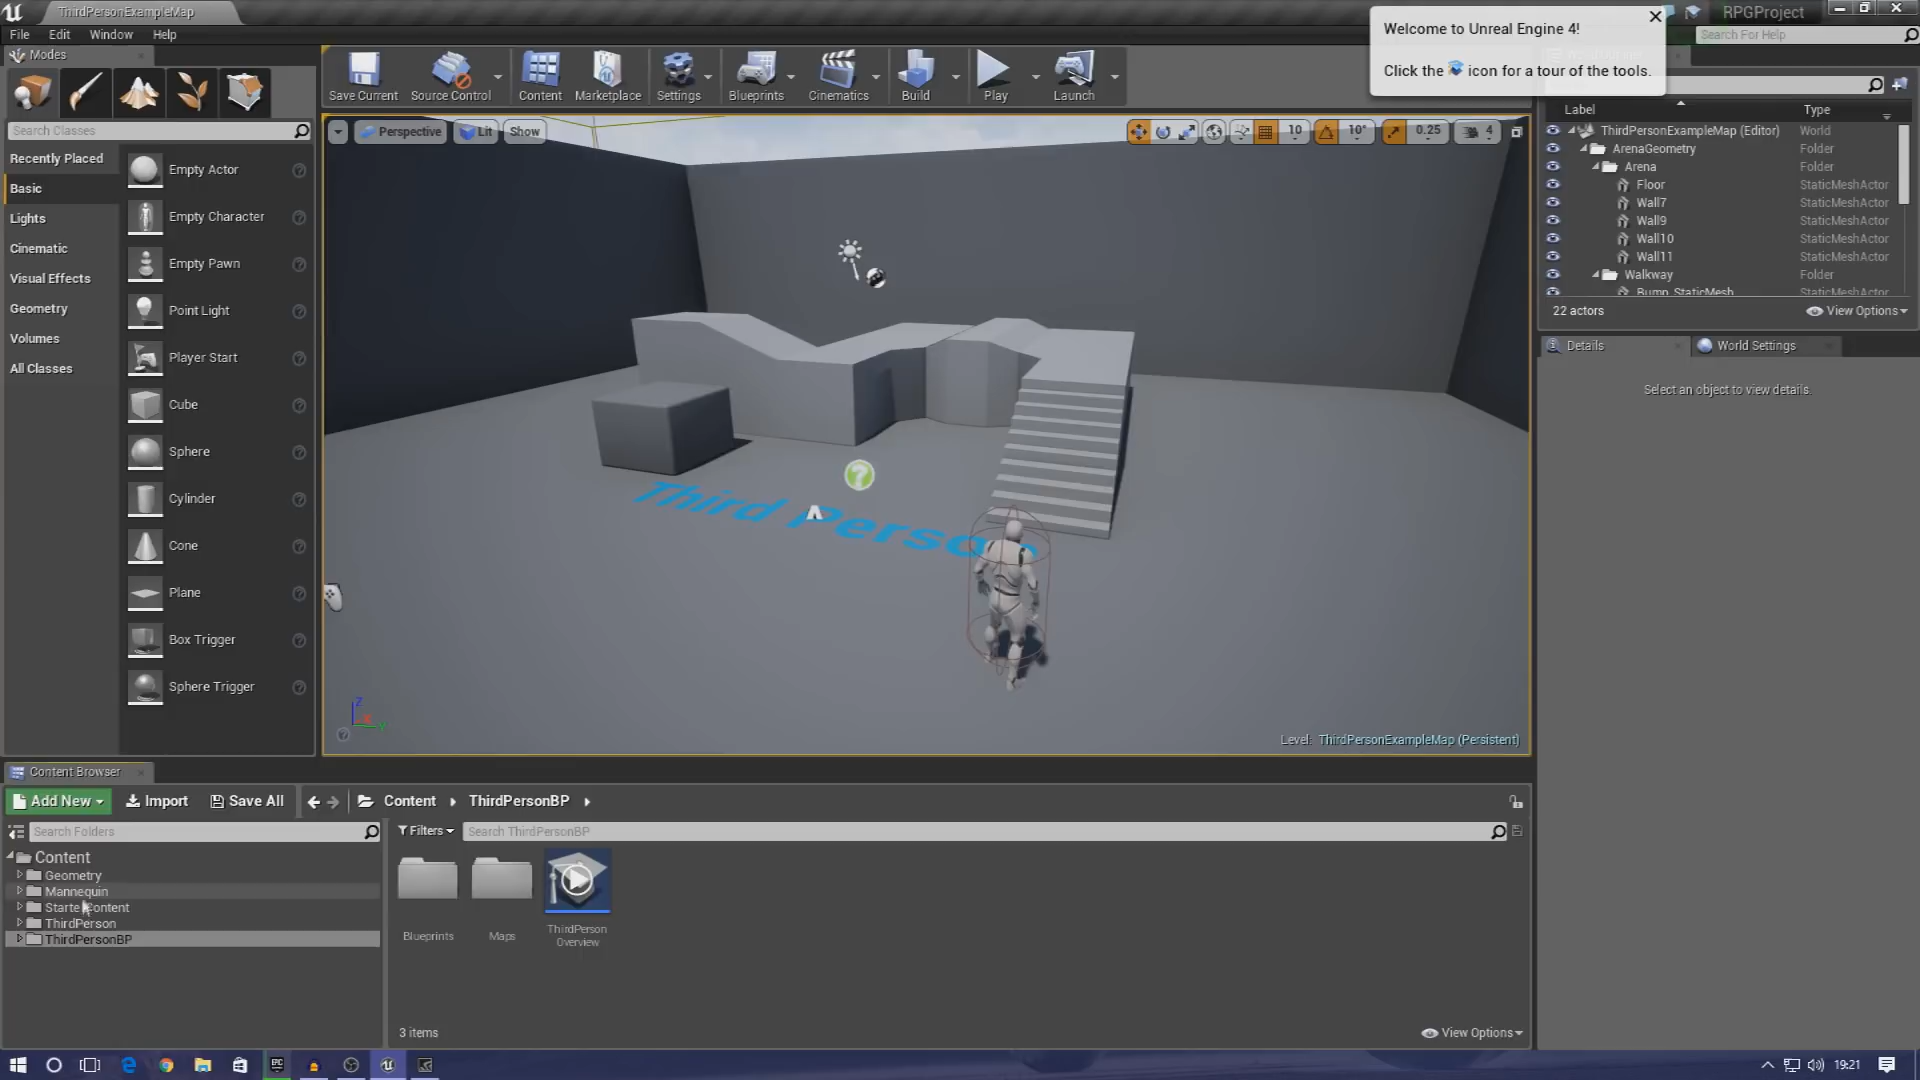 ThirdPersonExampleMap
RPGProject
File Edit Window Help
Search For Help
Welcome to Unreal Engine 4!
Click the icon for a tour of the tools.
Modes
Save Current
Source Control
Content
Marketplace
Settings
Blueprints
Cinematics
Build
Play
Launch
Search Classes
Recently Placed
Basic
Lights
Cinematic
Visual Effects
Geometry
Volumes
All Classes
Empty Actor
Empty Character
Empty Pawn
Point Light
Player Start
Cube
Sphere
Cylinder
Cone
Plane
Box Trigger
Sphere Trigger
Perspective
Lit
Show
10
10°
0.25
4
Third Person
Z
Level: ThirdPersonExampleMap (Persistent)
Label Type
ThirdPersonExampleMap (Editor) World
ArenaGeometry Folder
Arena Folder
Floor StaticMeshActor
Wall7 StaticMeshActor
Wall9 StaticMeshActor
Wall10 StaticMeshActor
Wall11 StaticMeshActor
Walkway Folder
Bump_StaticMesh StaticMeshActor
22 actors
View Options
Details
World Settings
Select an object to view details.
Content Browser
Add New
Import
Save All
Content
ThirdPersonBP
Search Folders
Filters
Search ThirdPersonBP
Content
Geometry
Mannequin
StarterContent
ThirdPerson
ThirdPersonBP
Blueprints
Maps
ThirdPerson
Overview
3 items
View Options
EPIC
19:21